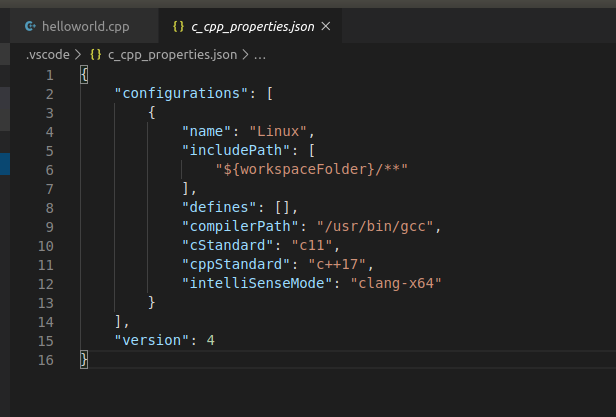 helloworld.cpp {} c_cpp_properties.json ×
.vscode > {} c_cpp_properties.json > ...
1 {
2     "configurations": [
3         {
4             "name": "Linux",
5             "includePath": [
6                 "${workspaceFolder}/**"
7             ],
8             "defines": [],
9             "compilerPath": "/usr/bin/gcc",
10             "cStandard": "c11",
11             "cppStandard": "c++17",
12             "intelliSenseMode": "clang-x64"
13         }
14     ],
15     "version": 4
16 }